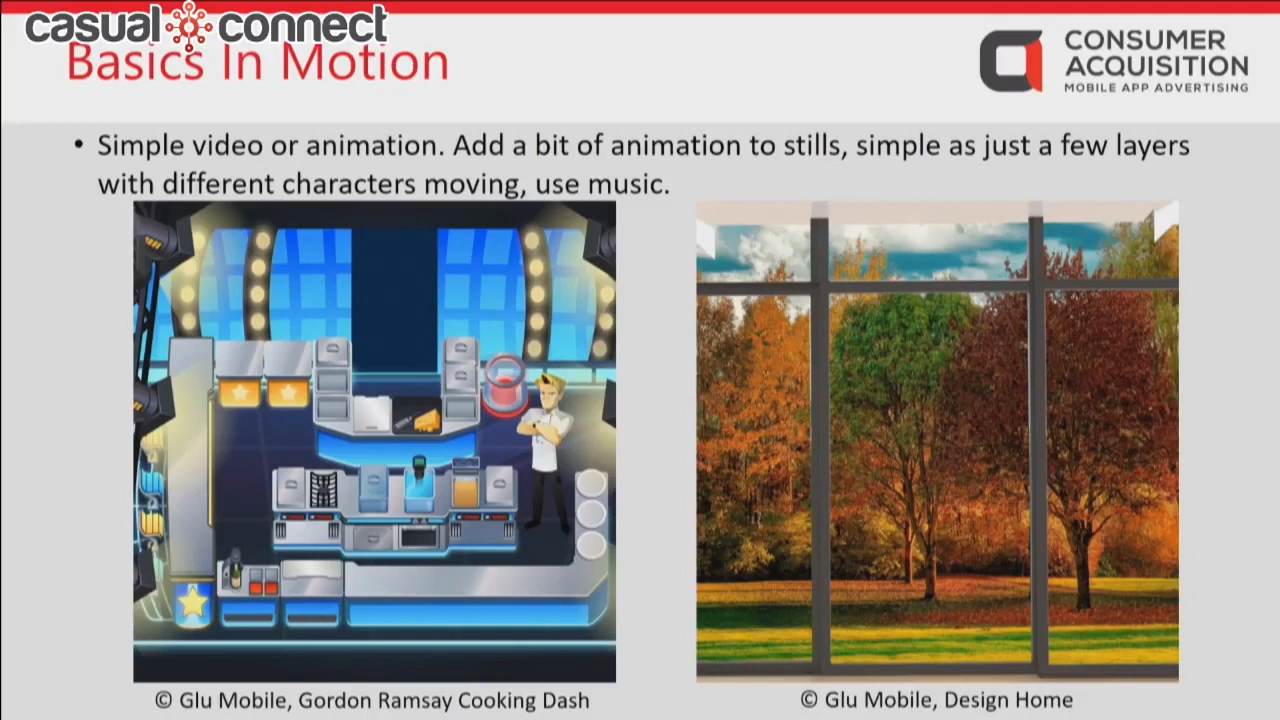 casual connect
Basics In Motion
CONSUMER
ACQUISITION
MOBILE APP ADVERTISING
• Simple video or animation. Add a bit of animation to stills, simple as just a few layers
with different characters moving, use music.
© Glu Mobile, Gordon Ramsay Cooking Dash
© Glu Mobile, Design Home